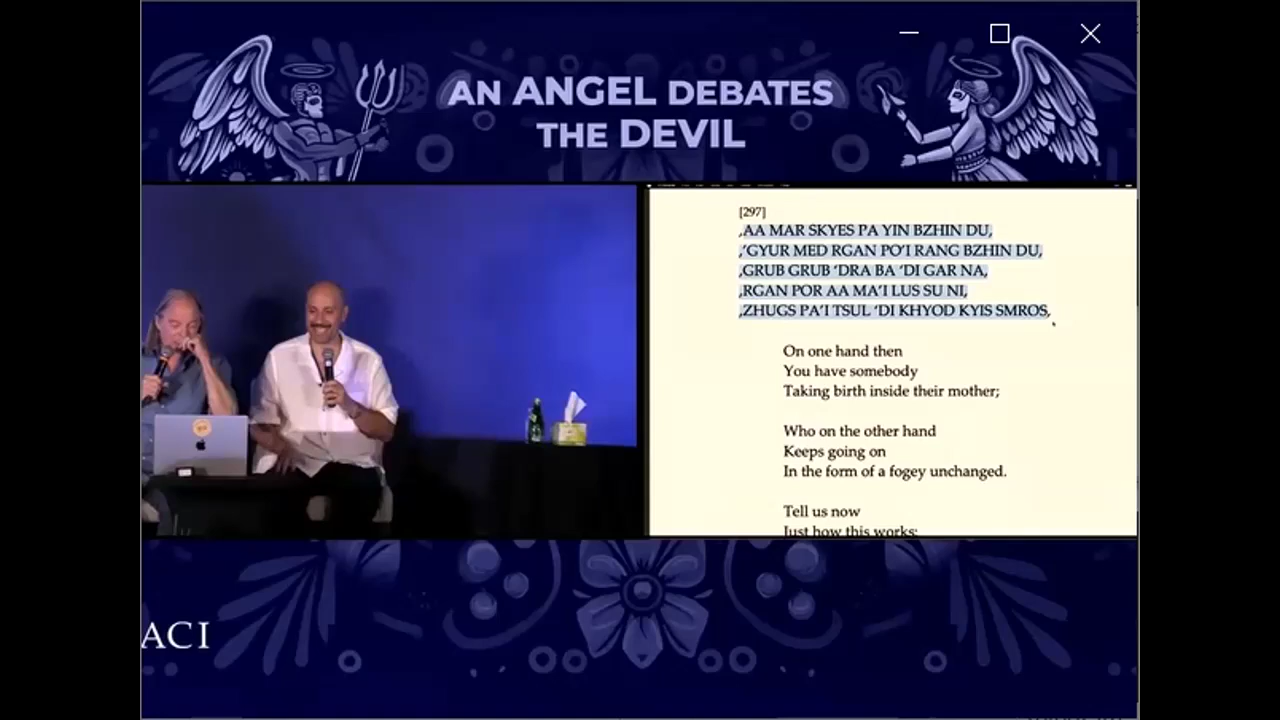 AN ANGEL DEBATES
THE DEVIL
[297]
,AA MAR SKYES PA YIN BZHIN DU,
,'GYUR MED RGAN PO'I RANG BZHIN DU,
,GRUB GRUB 'DRA BA 'DI GAR NA,
,RGAN POR AA MA'I LUS SU NI,
,ZHUGS PA'I TSUL 'DI KHYOD KYIS SMROS,
On one hand then
You have somebody
Taking birth inside their mother;
Who on the other hand
Keeps going on
In the form of a fogey unchanged.
Tell us now
Just how this works:
ACI